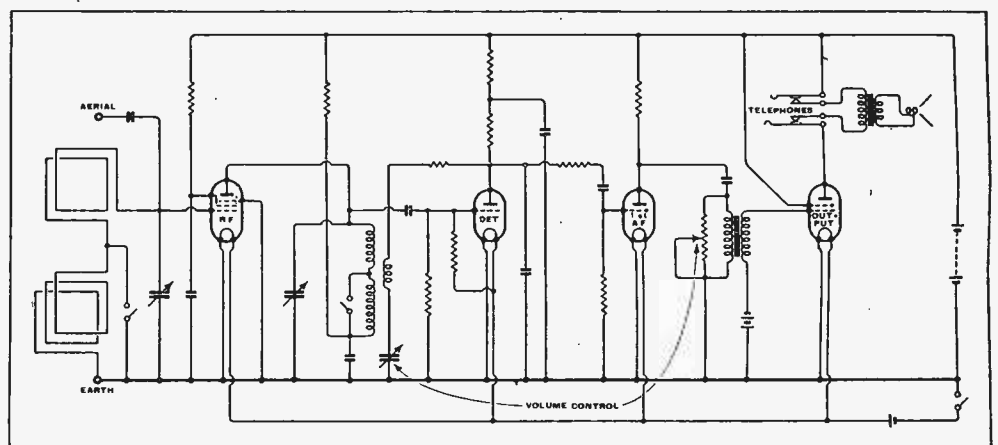 AERIAL
TELEPHONES
RF
DET
1st
AF
OUT-
PUT
VOLUME CONTROL
EARTH